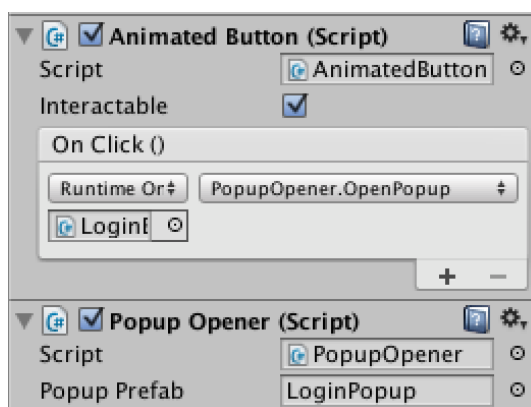 Animated Button (Script)
Script AnimatedButton
Interactable
On Click ()
Runtime Or PopupOpener.OpenPopup
+ −
Popup Opener (Script)
Script PopupOpener
Popup Prefab LoginPopup